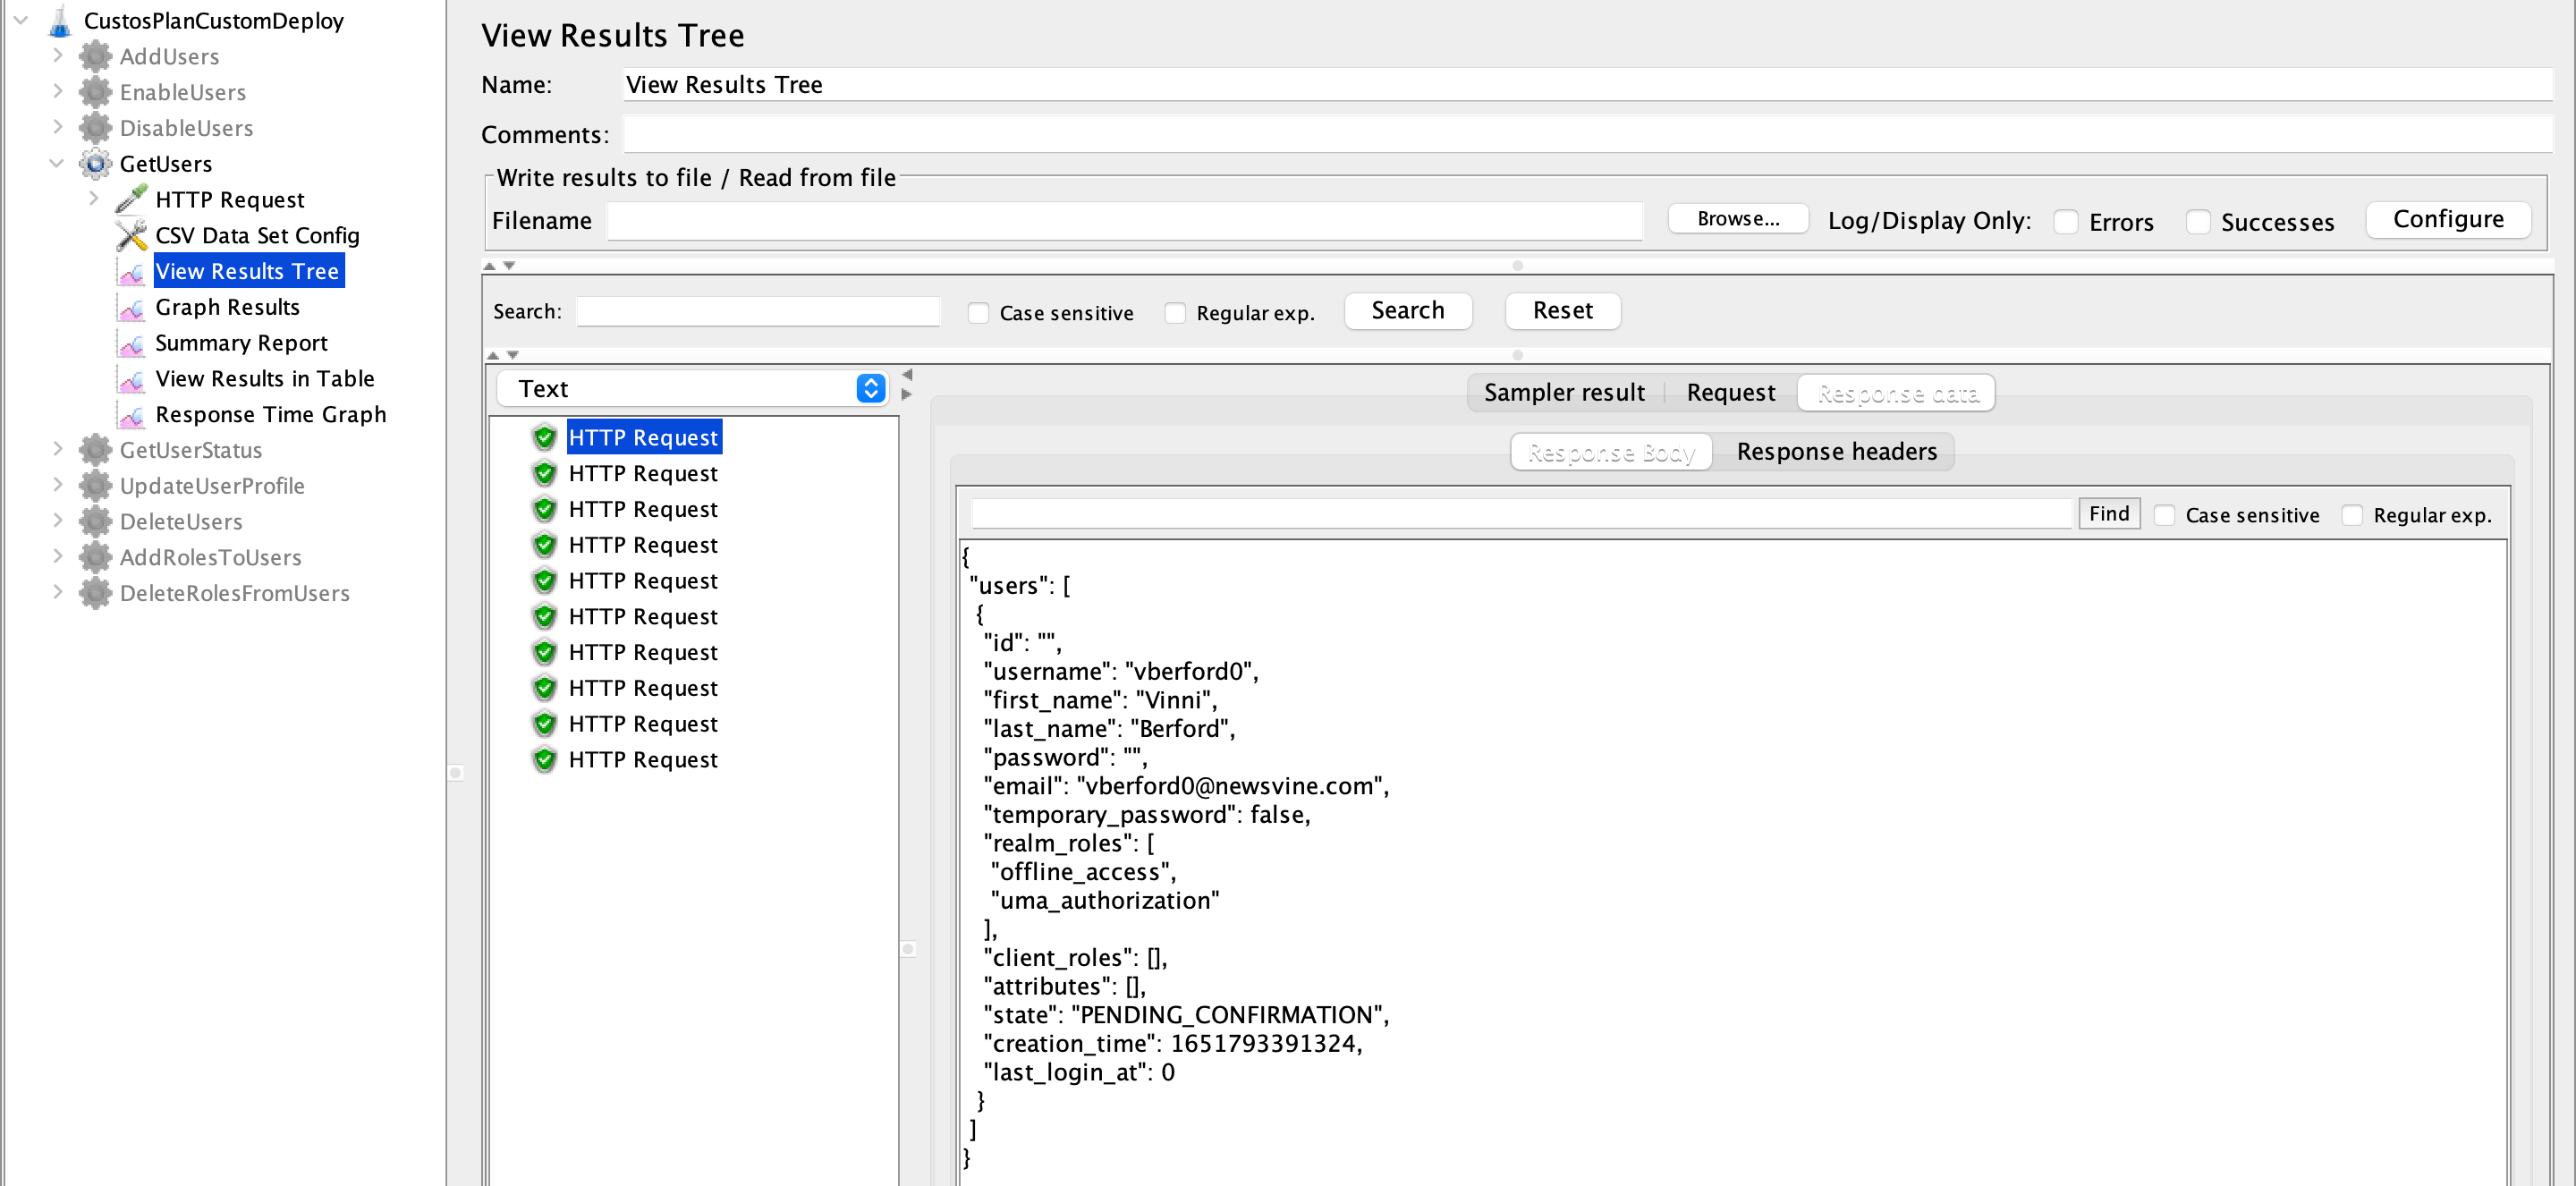 CustosPlanCustomDeploy
AddUsers
EnableUsers
DisableUsers
GetUsers
HTTP Request
CSV Data Set Config
View Results Tree
Graph Results
Summary Report
View Results in Table
Response Time Graph
GetUserStatus
UpdateUserProfile
DeleteUsers
AddRolesToUsers
DeleteRolesFromUsers
View Results Tree
Name: View Results Tree
Comments:
Write results to file / Read from file
Filename Browse... Log/Display Only: Errors Successes Configure
Search: Case sensitive Regular exp. Search Reset
Text
HTTP Request
HTTP Request
HTTP Request
HTTP Request
HTTP Request
HTTP Request
HTTP Request
HTTP Request
HTTP Request
HTTP Request
Sampler result Request Response data
Response Body Response headers
Find Case sensitive Regular exp.
{
"users": [
{
"id": "",
"username": "vberford0",
"first_name": "Vinni",
"last_name": "Berford",
"password": "",
"email": "vberford0@newsvine.com",
"temporary_password": false,
"realm_roles": [
"offline_access",
"uma_authorization"
],
"client_roles": [],
"attributes": [],
"state": "PENDING_CONFIRMATION",
"creation_time": 1651793391324,
"last_login_at": 0
}
]
}